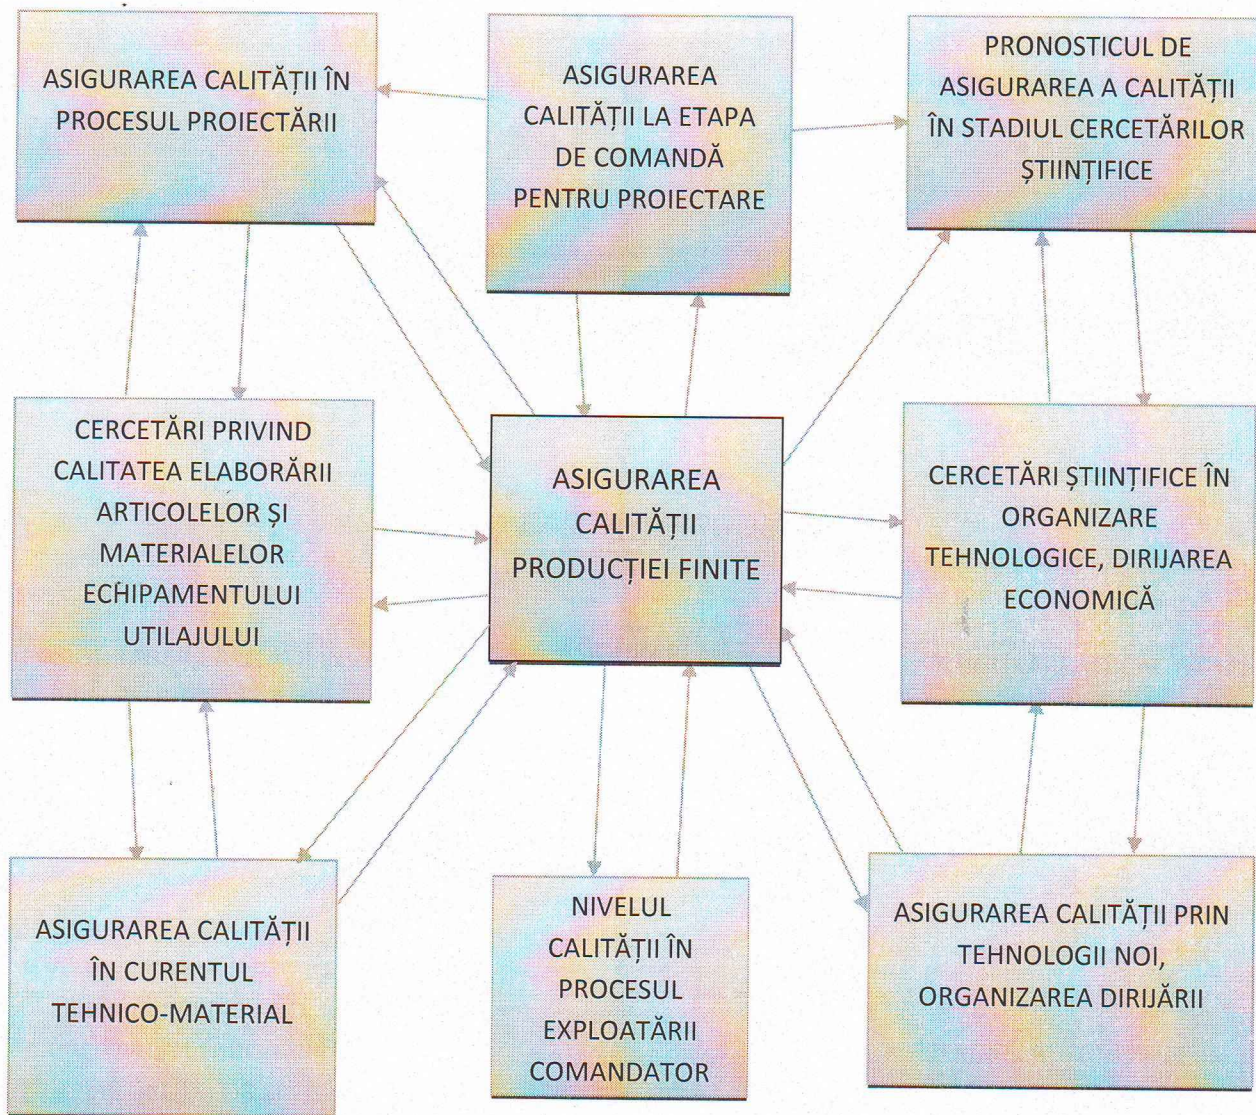 ASIGURAREA CALITĂȚII ÎN
PROCESUL PROIECTĂRII
ASIGURAREA
CALITĂȚII LA ETAPA
DE COMANDĂ
PENTRU PROIECTARE
PRONOSTICUL DE
ASIGURAREA A CALITĂȚII
ÎN STADIUL CERCETĂRILOR
ȘTIINȚIFICE
CERCETĂRI PRIVIND
CALITATEA ELABORĂRII
ARTICOLELOR ȘI
MATERIALELOR
ECHIPAMENTULUI
UTILAJULUI
ASIGURAREA
CALITĂȚII
PRODUCȚIEI FINITE
CERCETĂRI ȘTIINȚIFICE ÎN
ORGANIZARE
TEHNOLOGICE, DIRIJAREA
ECONOMICĂ
ASIGURAREA CALITĂȚII
ÎN CURENTUL
TEHNICO-MATERIAL
NIVELUL
CALITĂȚII ÎN
PROCESUL
EXPLOATĂRII
COMANDATOR
ASIGURAREA CALITĂȚII PRIN
TEHNOLOGII NOI,
ORGANIZAREA DIRIJĂRII